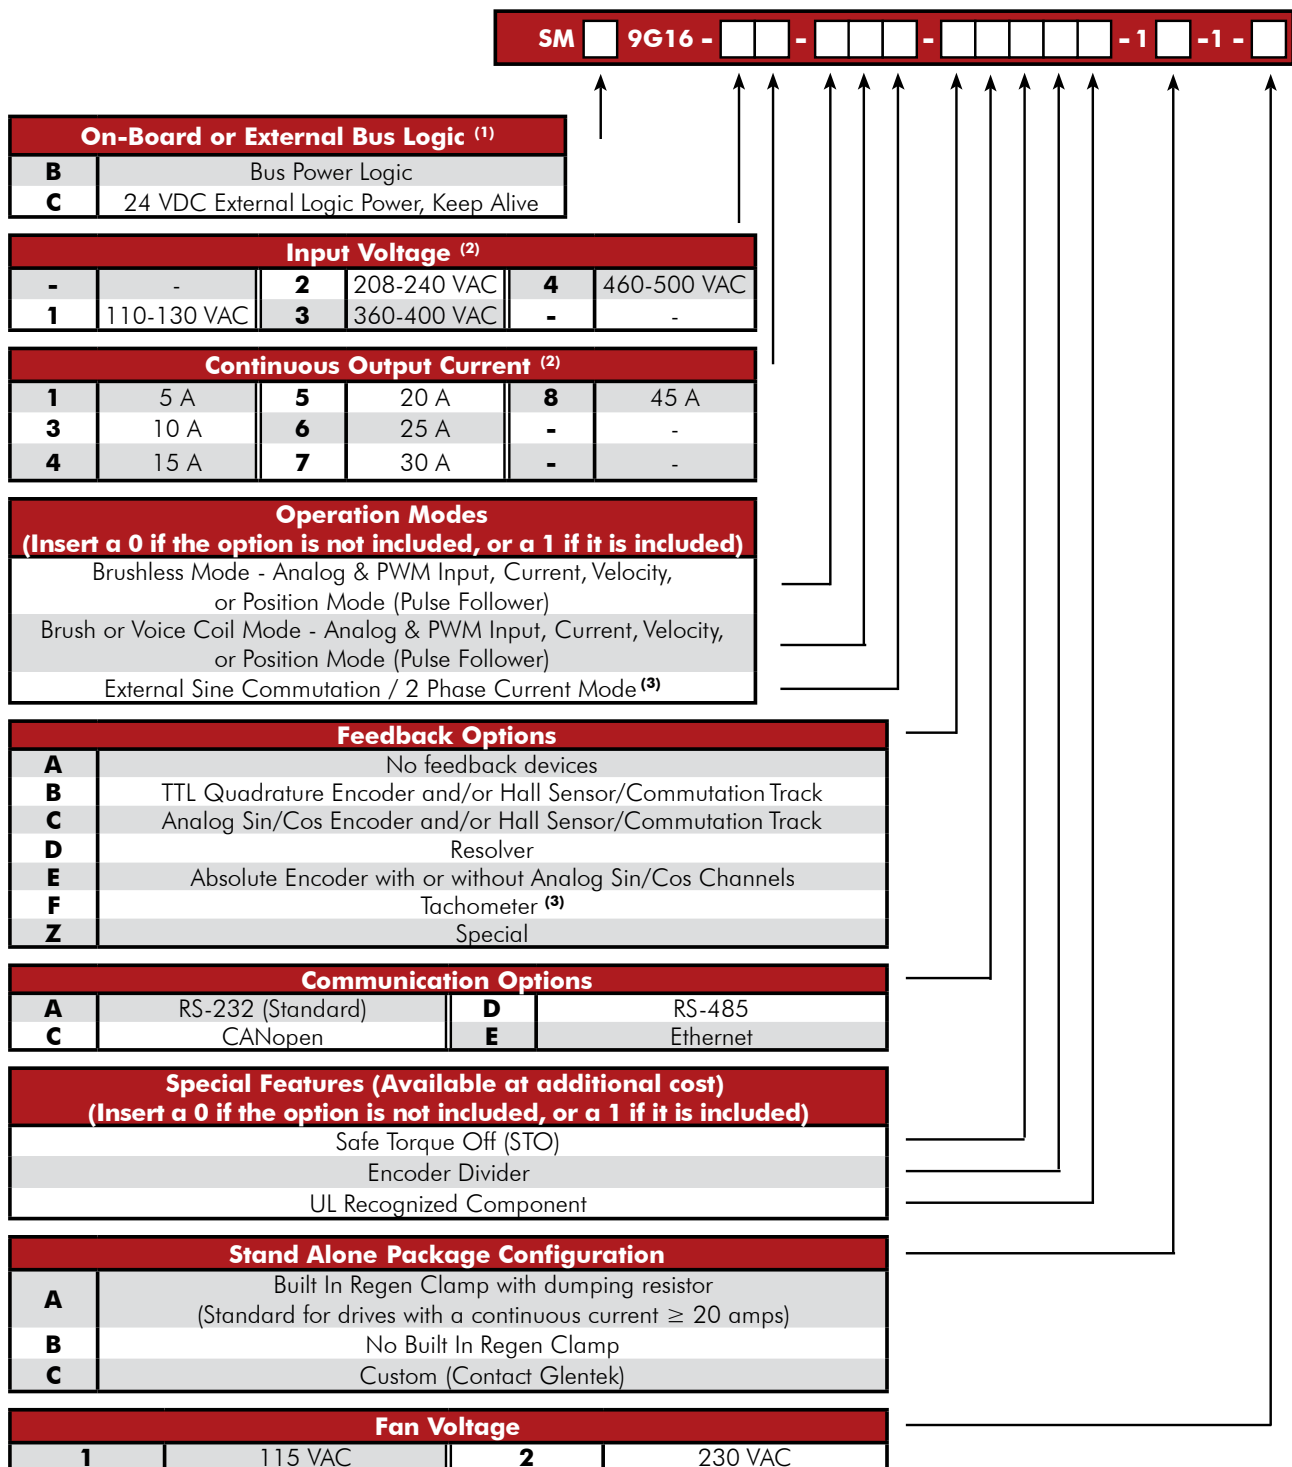 SM 9G16 - - - - 1 -1 -
On-Board or External Bus Logic (1)
B Bus Power Logic
C 24 VDC External Logic Power, Keep Alive
Input Voltage (2)
- - 2 208-240 VAC 4 460-500 VAC
1 110-130 VAC 3 360-400 VAC - -
Continuous Output Current (2)
1 5 A 5 20 A 8 45 A
3 10 A 6 25 A - -
4 15 A 7 30 A - -
Operation Modes
(Insert a 0 if the option is not included, or a 1 if it is included)
Brushless Mode - Analog & PWM Input, Current, Velocity,
or Position Mode (Pulse Follower)
Brush or Voice Coil Mode - Analog & PWM Input, Current, Velocity,
or Position Mode (Pulse Follower)
External Sine Commutation / 2 Phase Current Mode (3)
Feedback Options
A No feedback devices
B TTL Quadrature Encoder and/or Hall Sensor/Commutation Track
C Analog Sin/Cos Encoder and/or Hall Sensor/Commutation Track
D Resolver
E Absolute Encoder with or without Analog Sin/Cos Channels
F Tachometer (3)
Z Special
Communication Options
A RS-232 (Standard) D RS-485
C CANopen E Ethernet
Special Features (Available at additional cost)
(Insert a 0 if the option is not included, or a 1 if it is included)
Safe Torque Off (STO)
Encoder Divider
UL Recognized Component
Stand Alone Package Configuration
A Built In Regen Clamp with dumping resistor
(Standard for drives with a continuous current ≥ 20 amps)
B No Built In Regen Clamp
C Custom (Contact Glentek)
Fan Voltage
1 115 VAC 2 230 VAC